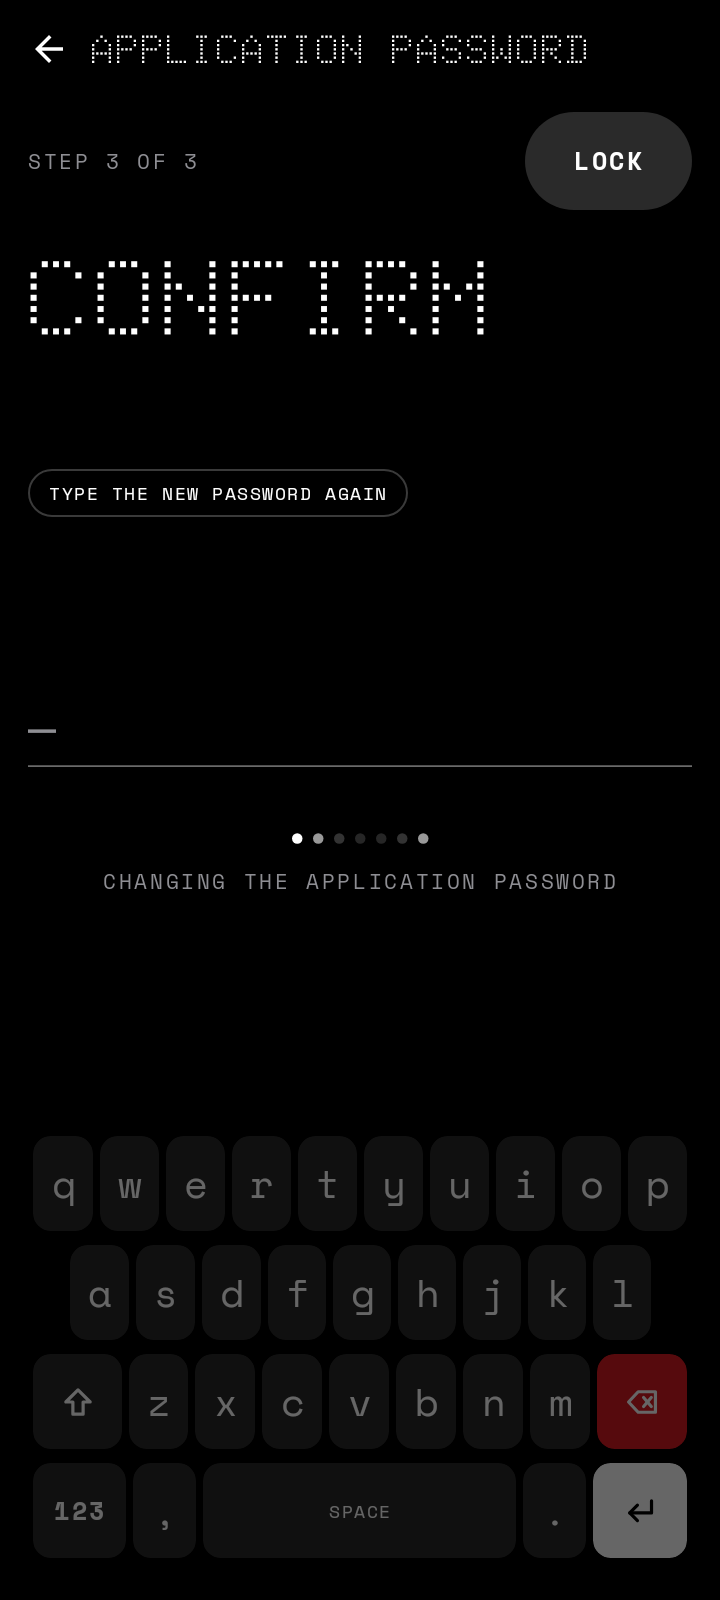 APPLICATION PASSWORD
STEP 3 OF 3
LOCK
CONFIRM
TYPE THE NEW PASSWORD AGAIN
CHANGING THE APPLICATION PASSWORD
q w e r t y u i o p
a s d f g h j k l
z x c v b n m
123 , SPACE .